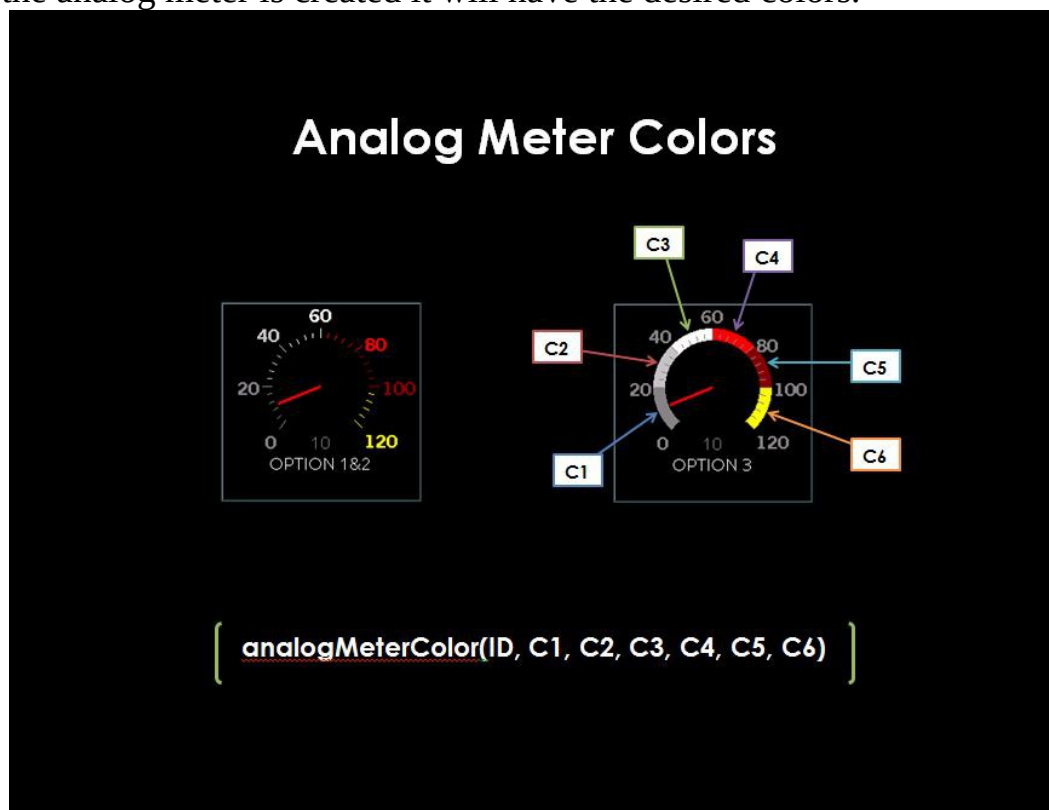 the analog meter is created it will have the desired colors.
Analog Meter Colors
C3
C4
60
40
80
20
100
0
10
120
OPTION 1&2
C2
60
40
80
C5
20
100
0
10
120
OPTION 3
C1
C6
analogMeterColor(ID, C1, C2, C3, C4, C5, C6)